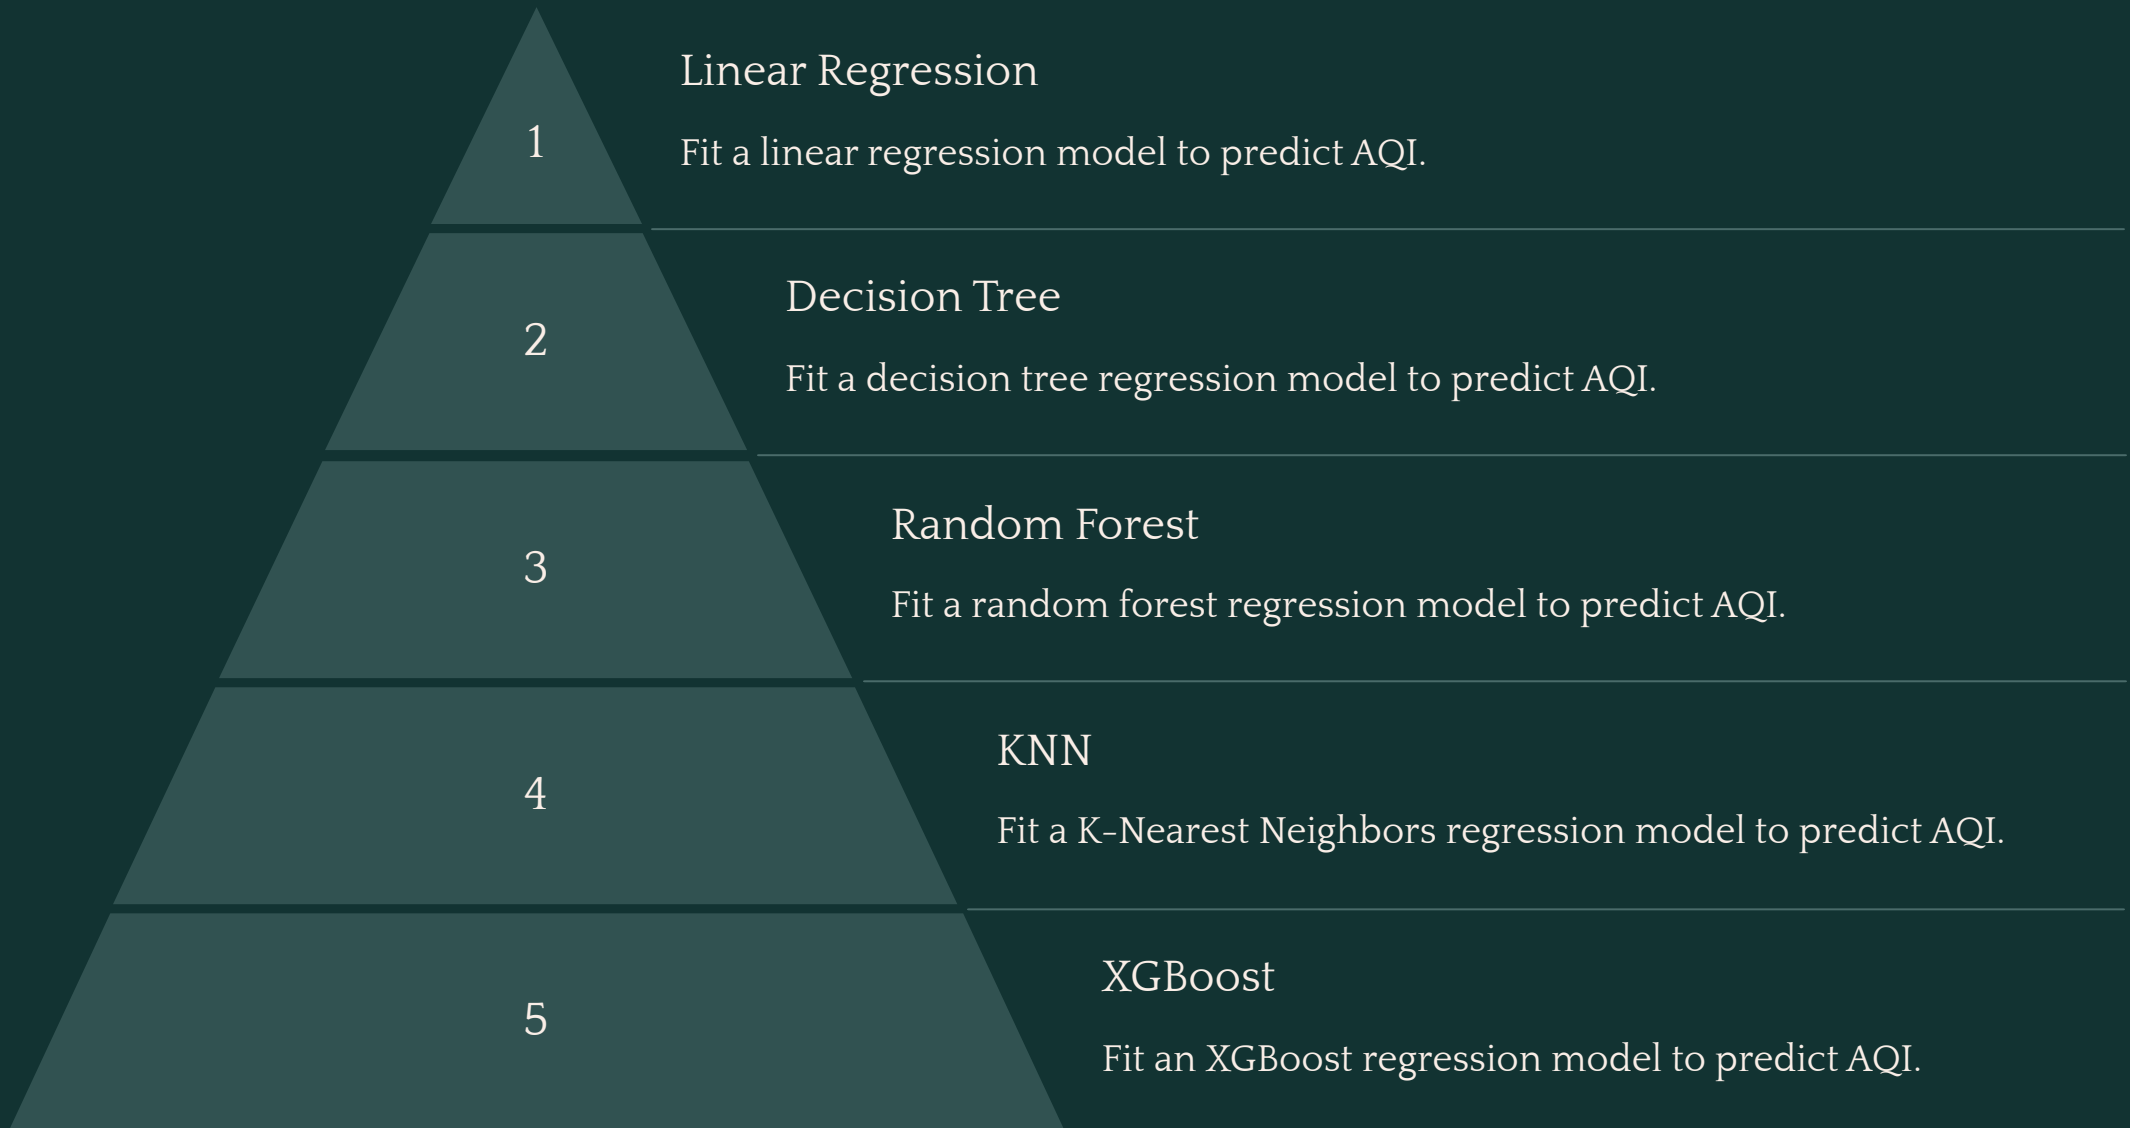 1
Linear Regression
Fit a linear regression model to predict AQI.
2
Decision Tree
Fit a decision tree regression model to predict AQI.
3
Random Forest
Fit a random forest regression model to predict AQI.
4
KNN
Fit a K-Nearest Neighbors regression model to predict AQI.
5
XGBoost
Fit an XGBoost regression model to predict AQI.